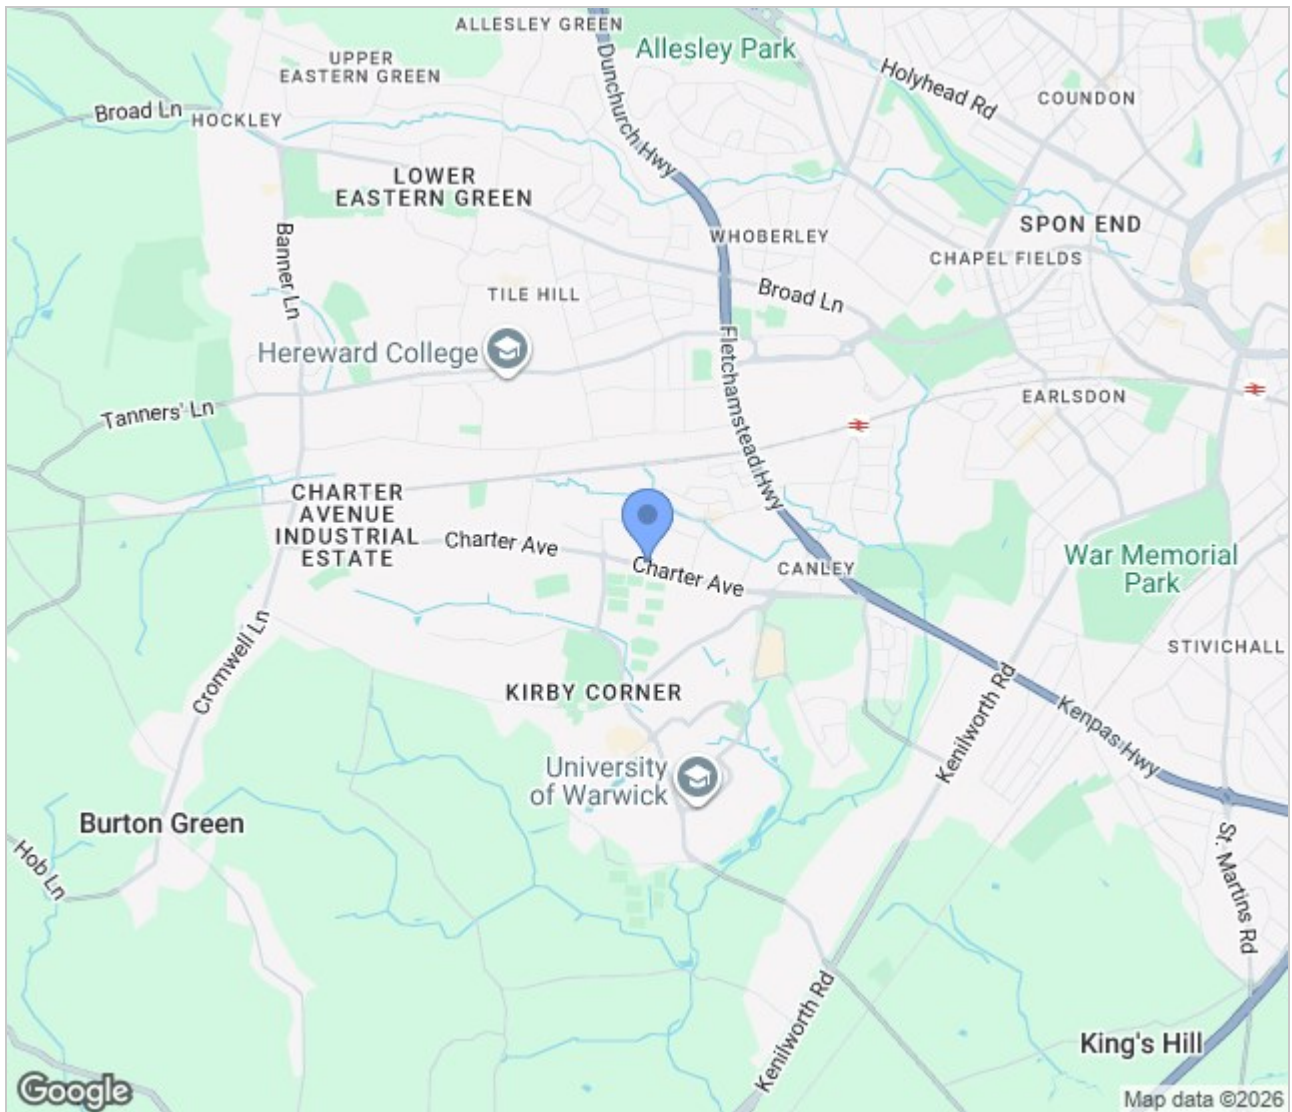 ALLESLEY GREEN
UPPER
EASTERN GREEN
Allesley Park
Dunchurch Hwy
Holyhead Rd
COUNDON
Broad Ln
HOCKLEY
LOWER
EASTERN GREEN
SPON END
WHOBERLEY
CHAPEL FIELDS
Banner Ln
TILE HILL
Broad Ln
Hereward College
Fletchamstead Hwy
Tanners' Ln
EARLSDON
CHARTER
AVENUE
INDUSTRIAL
ESTATE
Charter Ave
Charter Ave
CANLEY
War Memorial
Park
STIVICHALL
Cromwell Ln
KIRBY CORNER
Kenilworth Rd
Kenpas Hwy
University
of Warwick
Burton Green
Hob Ln
St. Martins Rd
Kenilworth Rd
King's Hill
Google
Map data ©2026